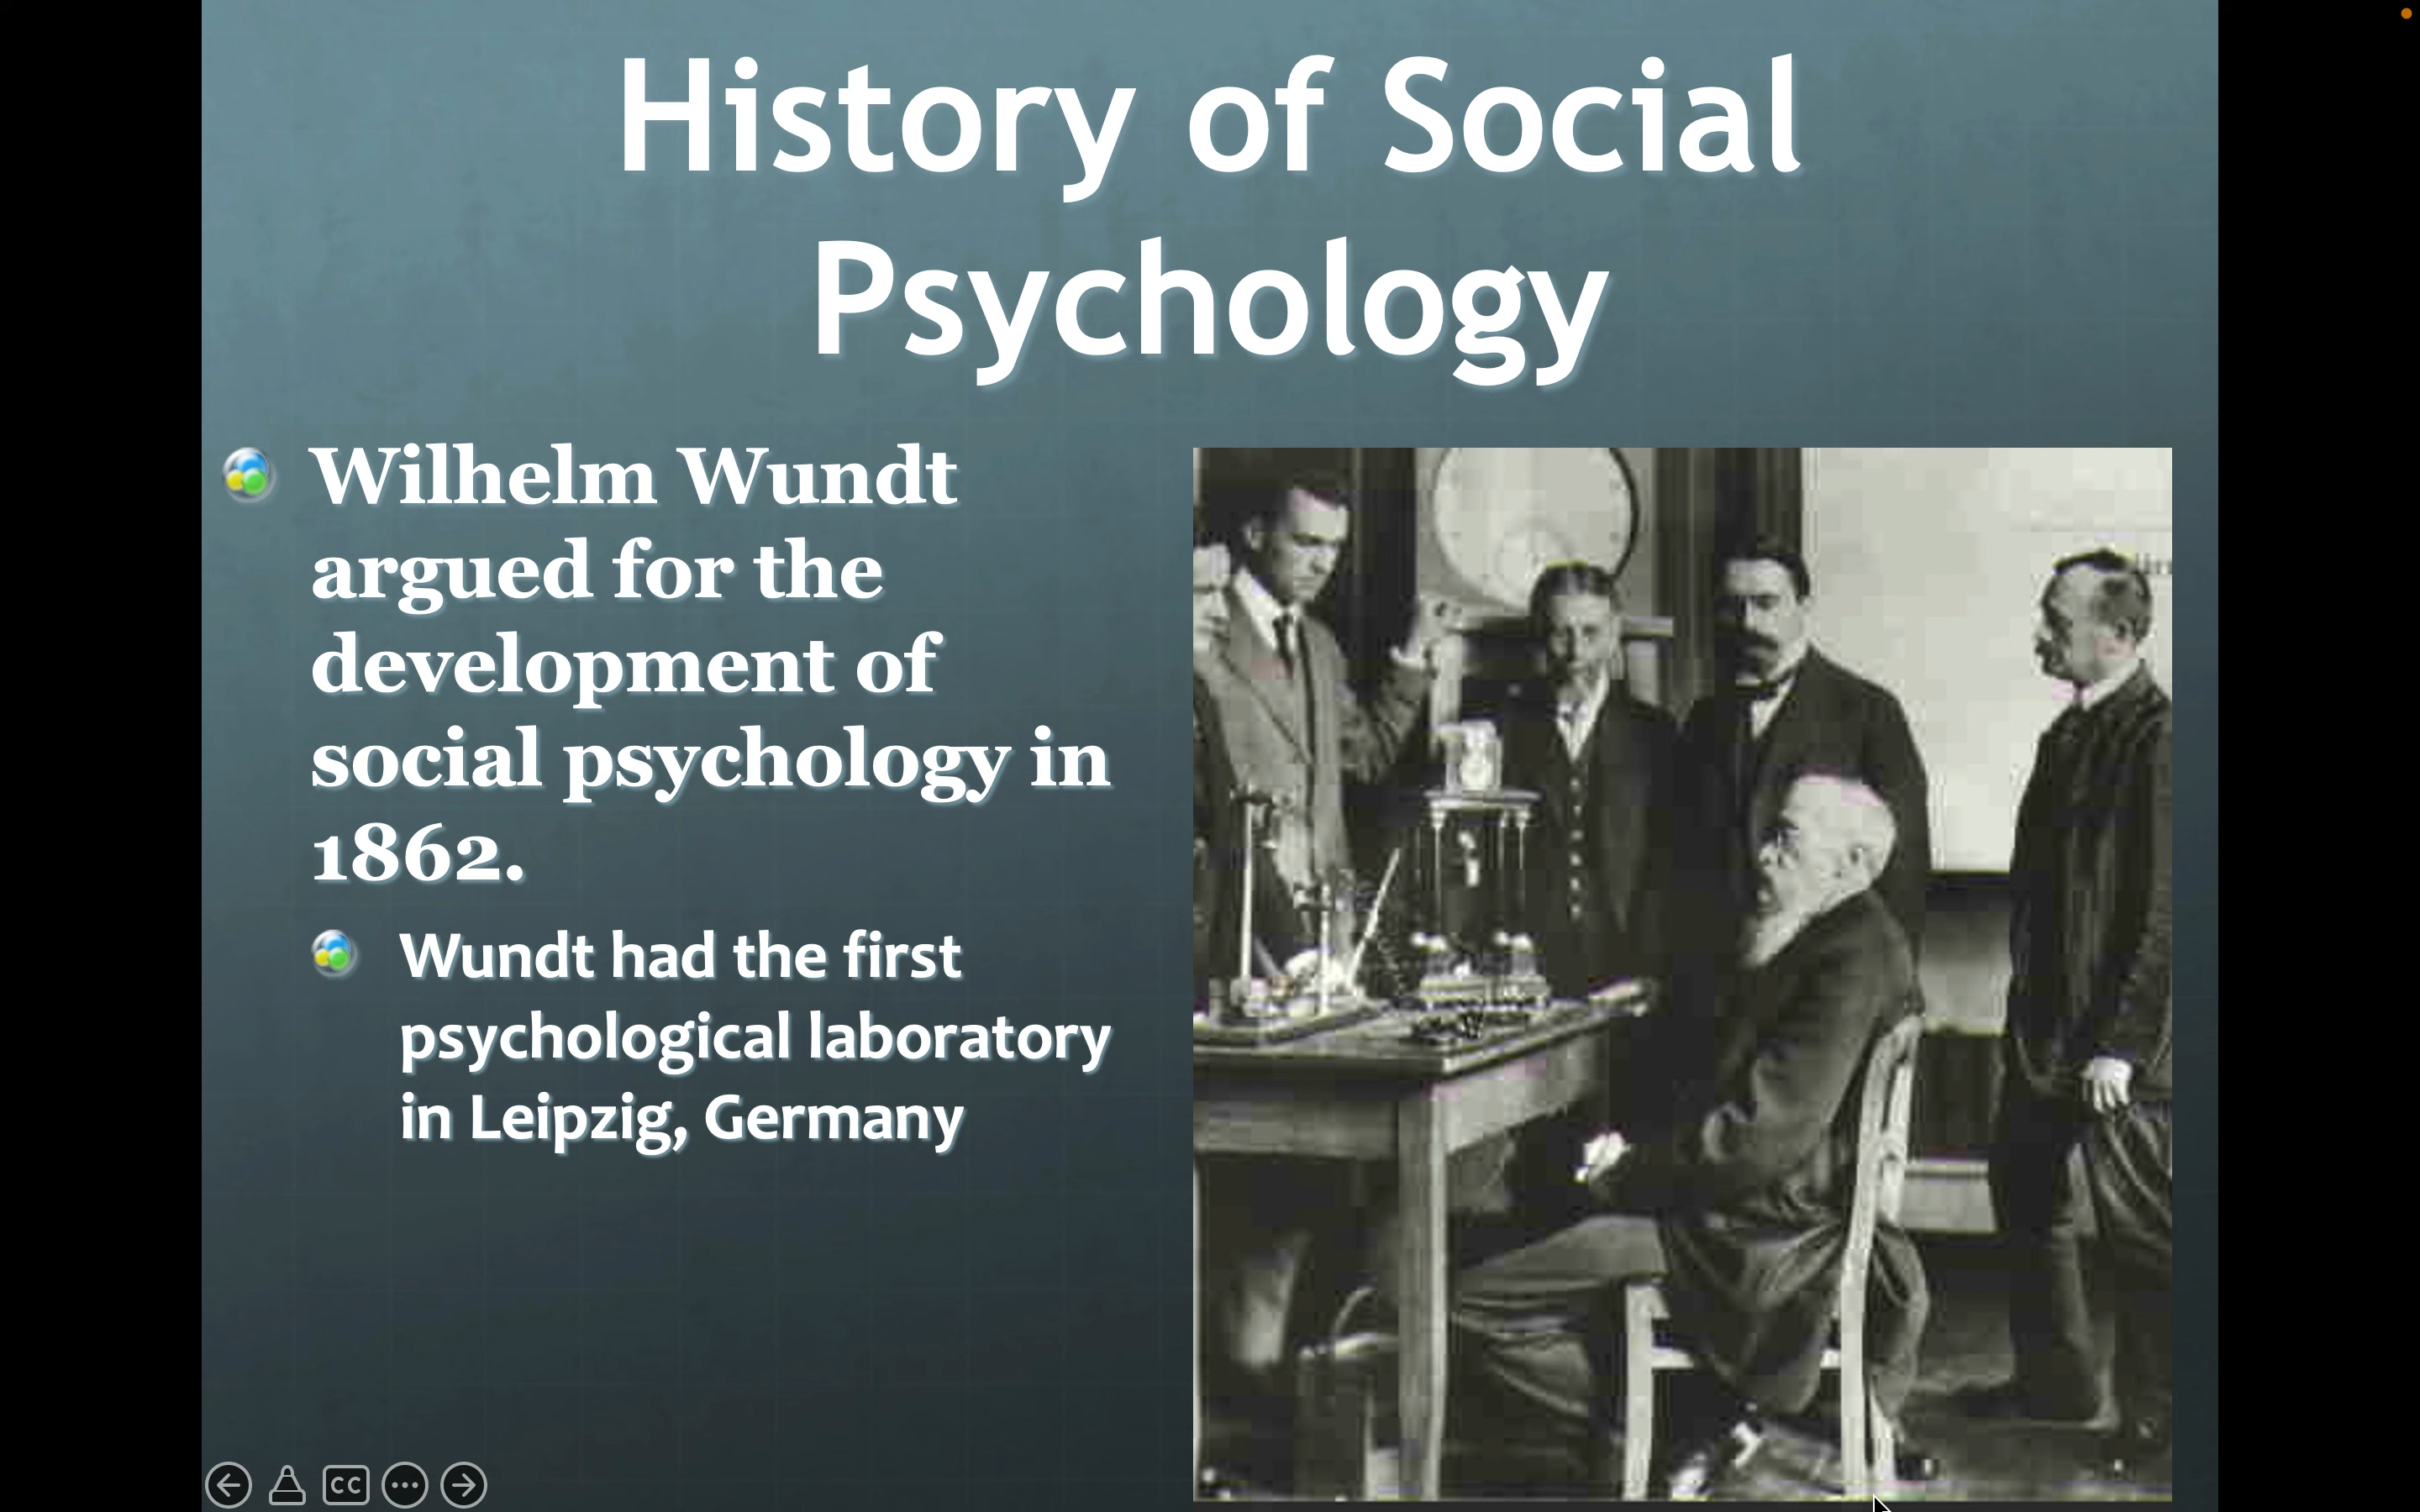 History of Social
Psychology
Wilhelm Wundt
argued for the
development of
social psychology in
1862.
Wundt had the first
psychological laboratory
in Leipzig, Germany
CC